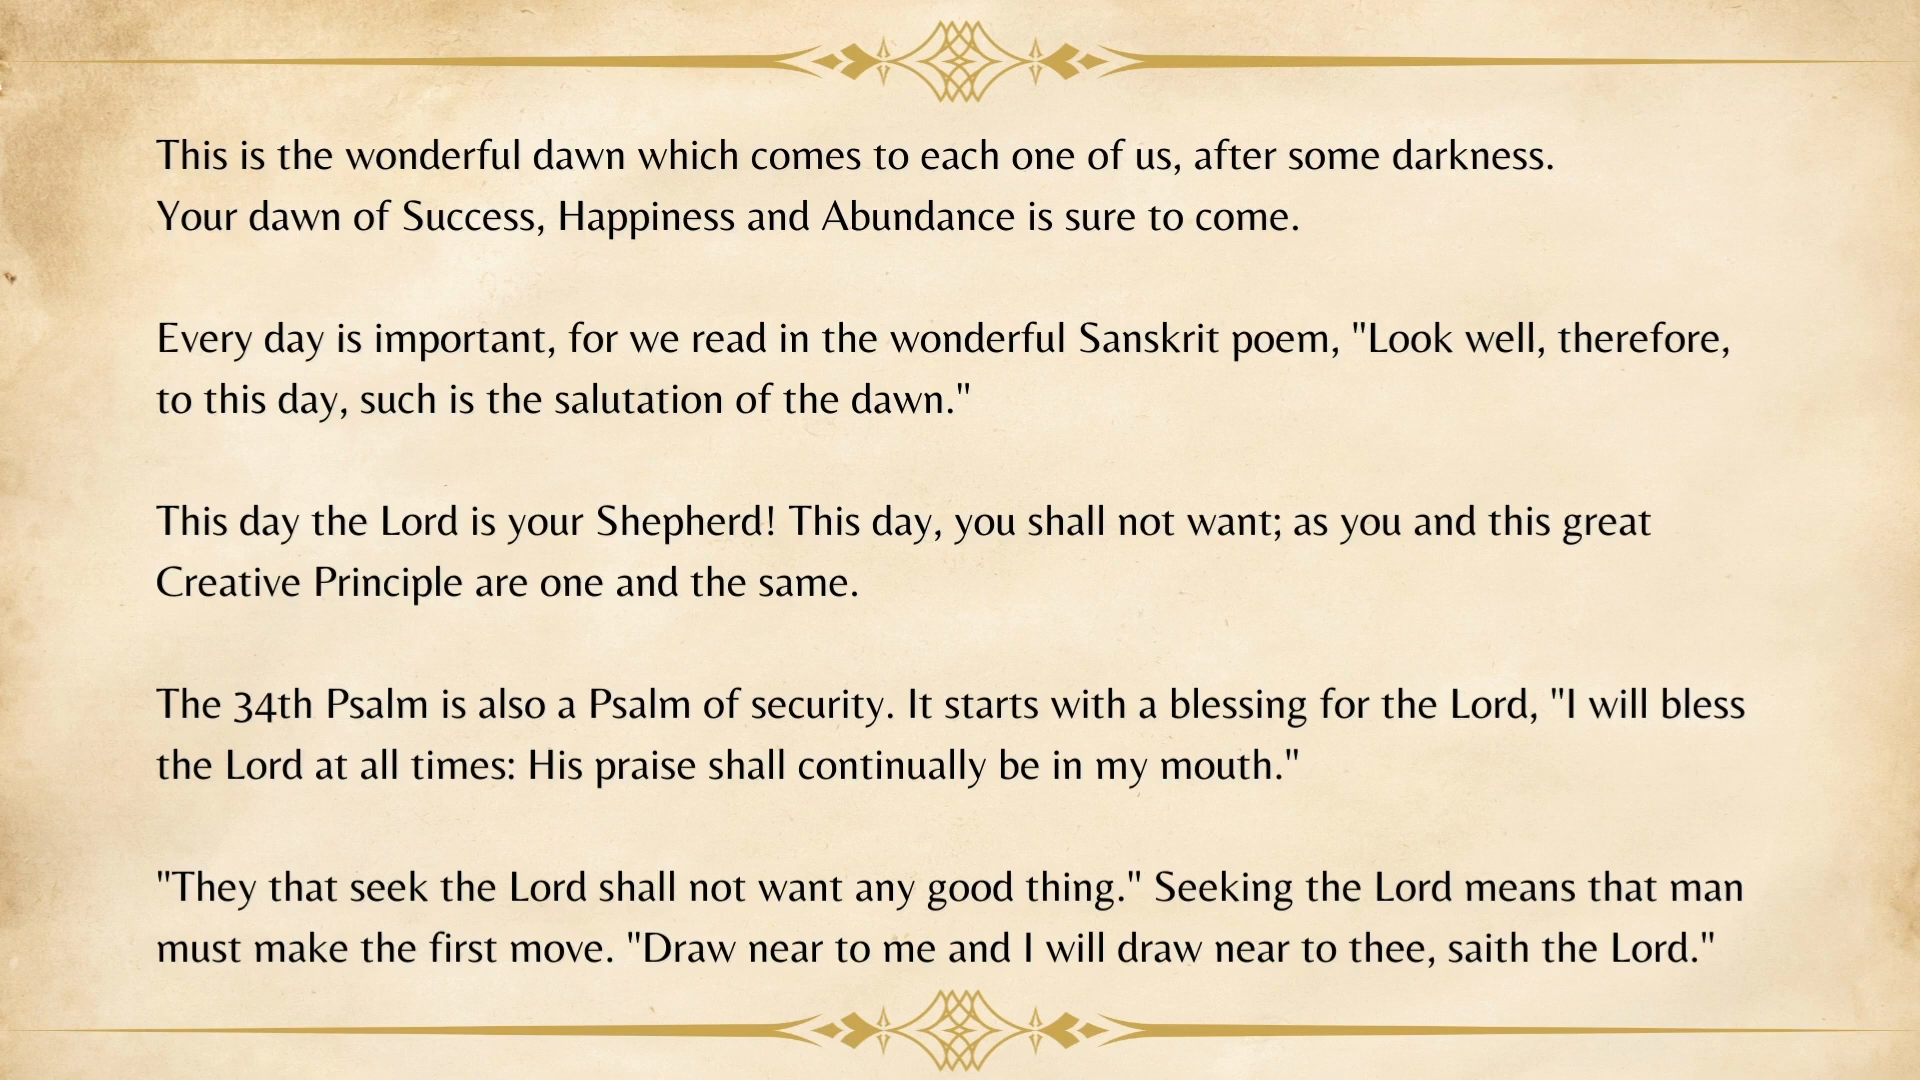 This is the wonderful dawn which comes to each one of us, after some darkness.
Your dawn of Success, Happiness and Abundance is sure to come.
Every day is important, for we read in the wonderful Sanskrit poem, "Look well, therefore,
to this day, such is the salutation of the dawn."
This day the Lord is your Shepherd! This day, you shall not want; as you and this great
Creative Principle are one and the same.
The 34th Psalm is also a Psalm of security. It starts with a blessing for the Lord, "I will bless
the Lord at all times: His praise shall continually be in my mouth."
"They that seek the Lord shall not want any good thing." Seeking the Lord means that man
must make the first move. "Draw near to me and I will draw near to thee, saith the Lord."